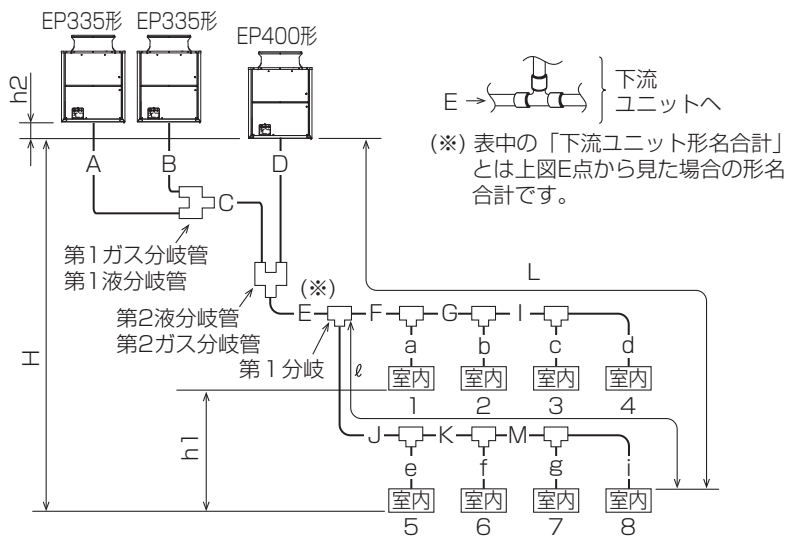 EP335形 EP335形
EP400形
h2
A
B
D
C
E
下流
ユニットへ
(※) 表中の「下流ユニット形名合計」
とは上図E点から見た場合の形名
合計です。
第1ガス分岐管
第1液分岐管
L
H
第2液分岐管
第2ガス分岐管
第1分岐
(※)
E F G I
a b c d
室内 室内 室内 室内
1 2 3 4
ℓ
h1
J K M
e f g i
室内 室内 室内 室内
5 6 7 8